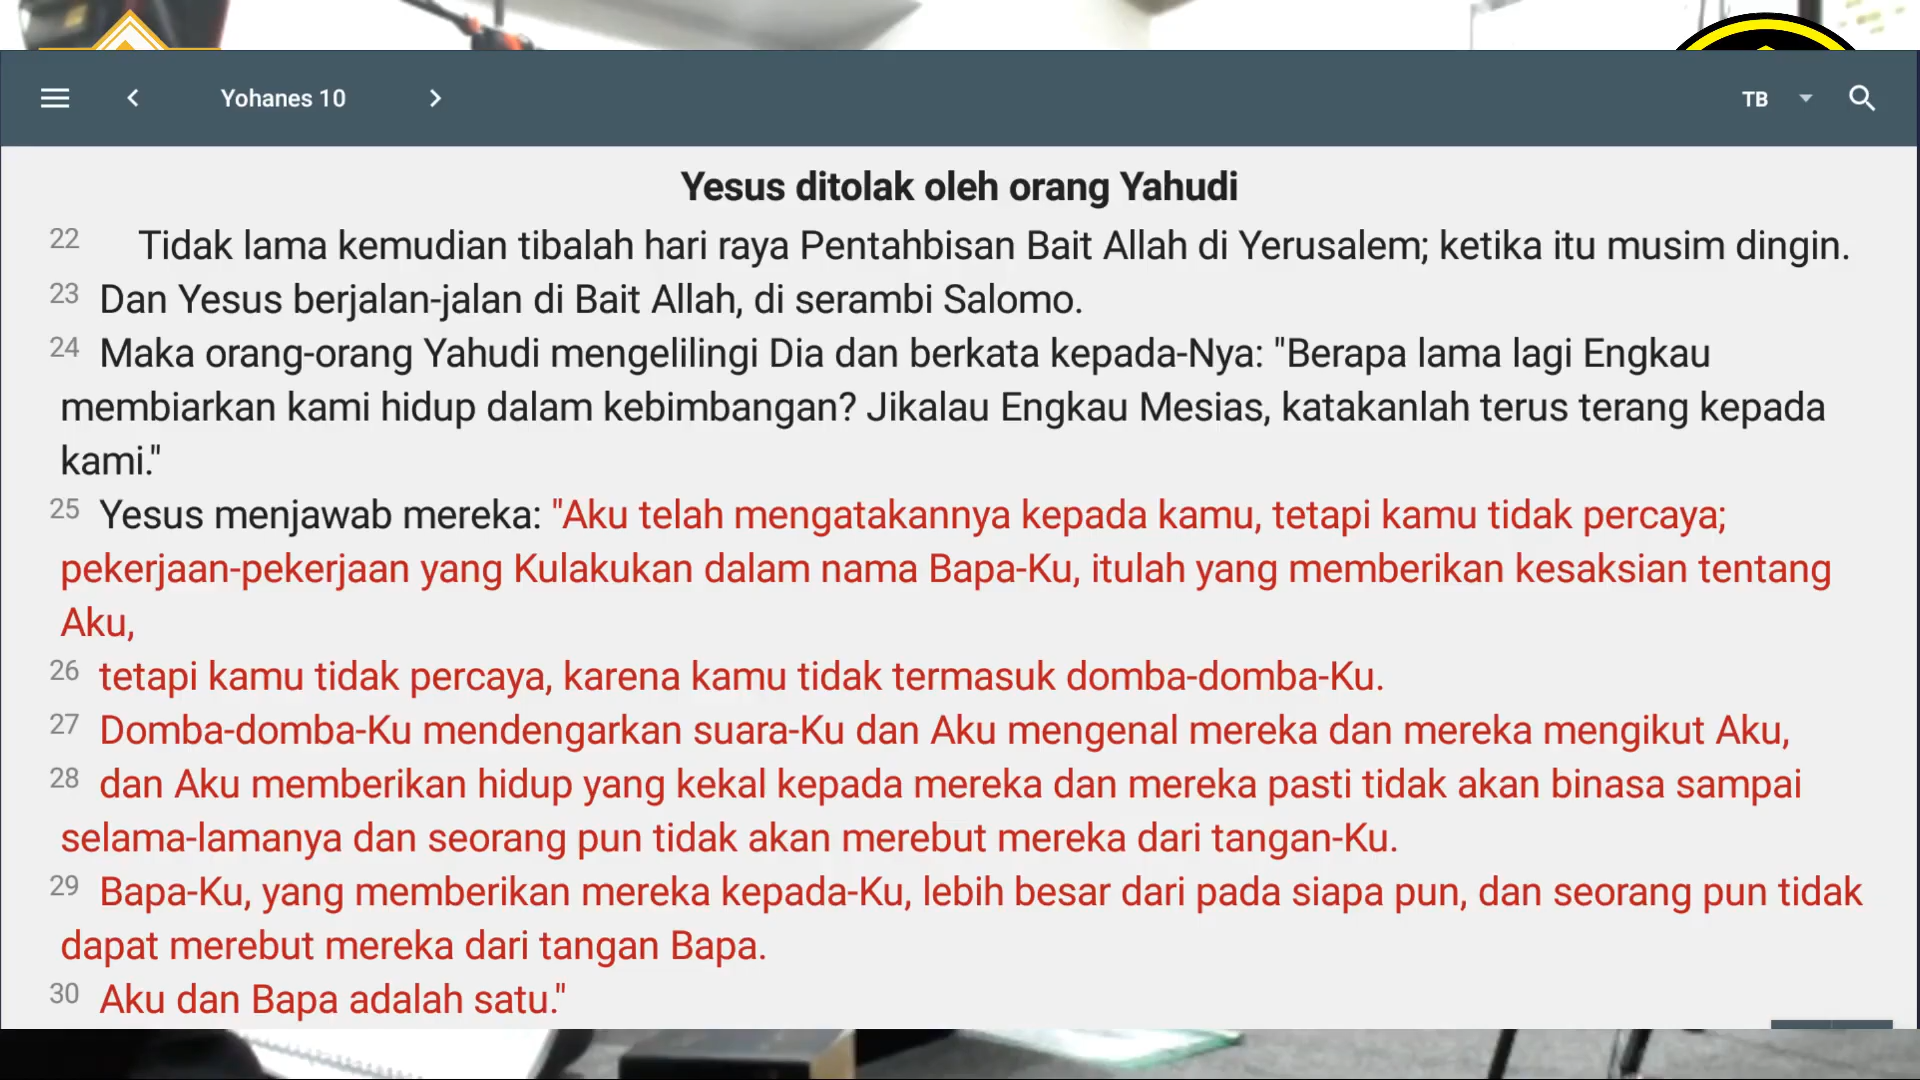 Yohanes 10
TB
Yesus ditolak oleh orang Yahudi
22 Tidak lama kemudian tibalah hari raya Pentahbisan Bait Allah di Yerusalem; ketika itu musim dingin.
23 Dan Yesus berjalan-jalan di Bait Allah, di serambi Salomo.
24 Maka orang-orang Yahudi mengelilingi Dia dan berkata kepada-Nya: "Berapa lama lagi Engkau
membiarkan kami hidup dalam kebimbangan? Jikalau Engkau Mesias, katakanlah terus terang kepada
kami."
25 Yesus menjawab mereka: "Aku telah mengatakannya kepada kamu, tetapi kamu tidak percaya;
pekerjaan-pekerjaan yang Kulakukan dalam nama Bapa-Ku, itulah yang memberikan kesaksian tentang
Aku,
26 tetapi kamu tidak percaya, karena kamu tidak termasuk domba-domba-Ku.
27 Domba-domba-Ku mendengarkan suara-Ku dan Aku mengenal mereka dan mereka mengikut Aku,
28 dan Aku memberikan hidup yang kekal kepada mereka dan mereka pasti tidak akan binasa sampai
selama-lamanya dan seorang pun tidak akan merebut mereka dari tangan-Ku.
29 Bapa-Ku, yang memberikan mereka kepada-Ku, lebih besar dari pada siapa pun, dan seorang pun tidak
dapat merebut mereka dari tangan Bapa.
30 Aku dan Bapa adalah satu."